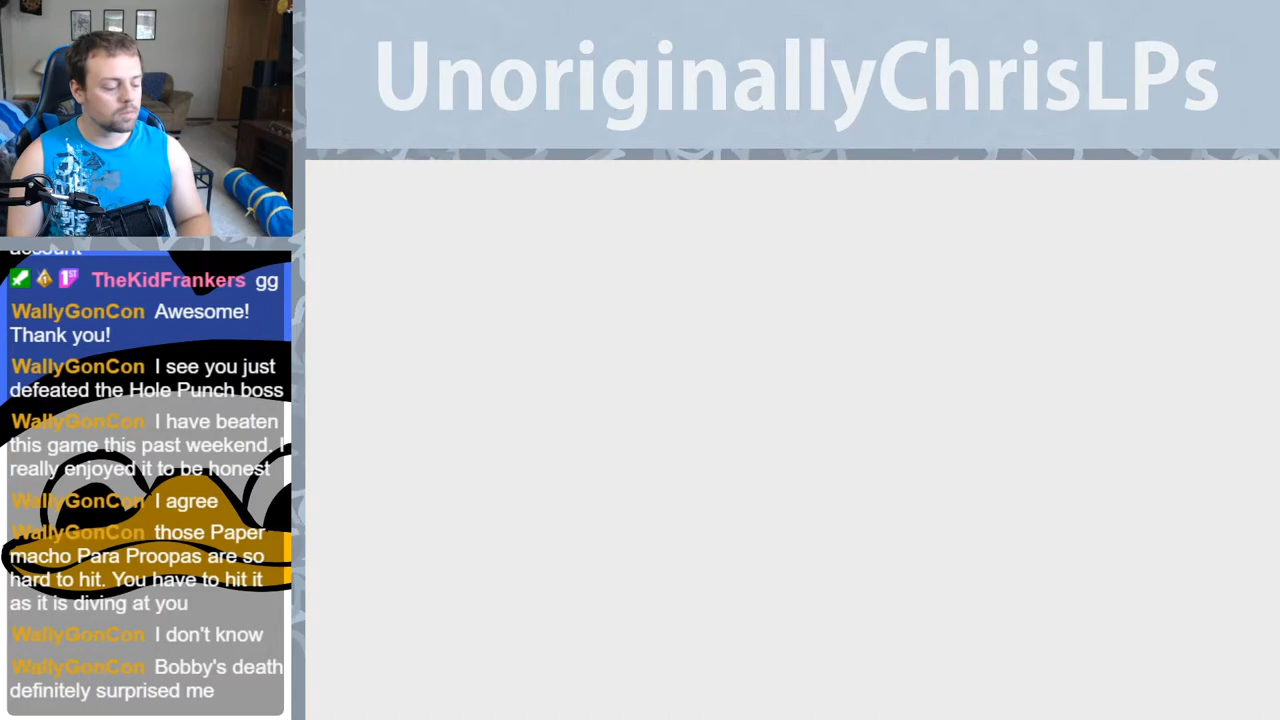 UnoriginallyChrisLPs
account
1ST TheKidFrankers gg
WallyGonCon Awesome!
Thank you!
WallyGonCon I see you just
defeated the Hole Punch boss
WallyGonCon I have beaten
this game this past weekend. I
really enjoyed it to be honest
WallyGonCon I agree
WallyGonCon those Paper
macho Para Proopas are so
hard to hit. You have to hit it
as it is diving at you
WallyGonCon I don't know
WallyGonCon Bobby's death
definitely surprised me